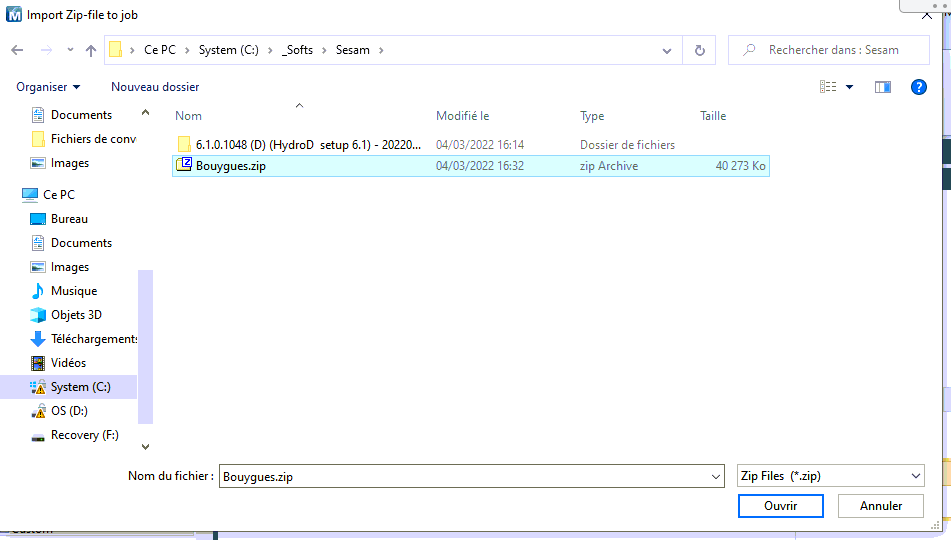 Import Zip-file to job
Ce PC > System (C:) > _Softs > Sesam >
Rechercher dans : Sesam
Organiser
Nouveau dossier
Documents
Fichiers de conv
Images
Ce PC
Bureau
Documents
Images
Musique
Objets 3D
Téléchargements
Vidéos
System (C:)
OS (D:)
Recovery (F:)
Nom Modifié le Type Taille
6.1.0.1048 (D) (HydroD setup 6.1) - 20220... 04/03/2022 16:14 Dossier de fichiers
Bouygues.zip 04/03/2022 16:32 zip Archive 40 273 Ko
Nom du fichier : Bouygues.zip Zip Files (*.zip)
Ouvrir Annuler